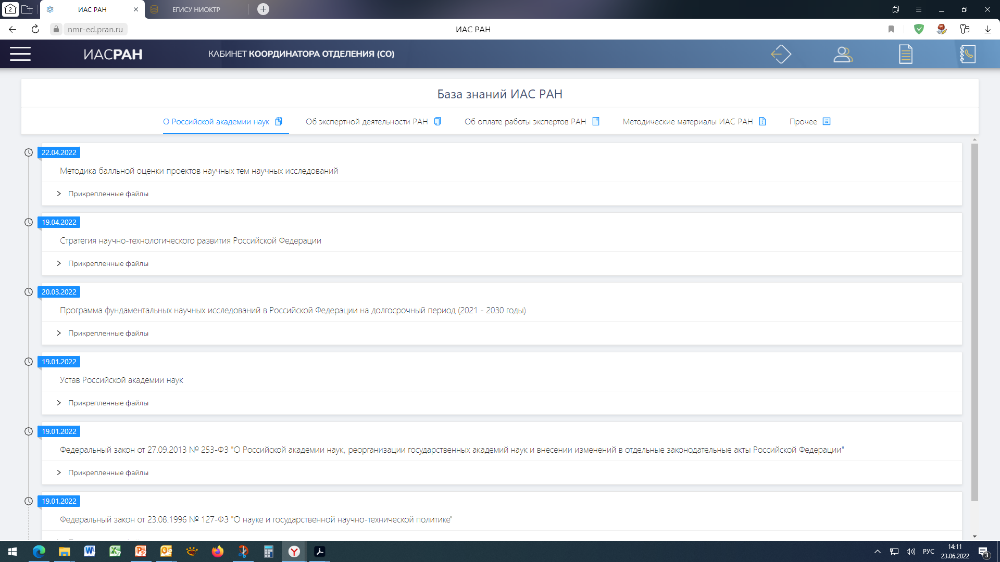 2
ИАС РАН
ЕГИСУ НИОКТР
nmr-ed.pran.ru
ИАС РАН
ИАСРАН
КАБИНЕТ КООРДИНАТОРА ОТДЕЛЕНИЯ (СО)
База знаний ИАС РАН
О Российской академии наук
Об экспертной деятельности РАН
Об оплате работы экспертов РАН
Методические материалы ИАС РАН
Прочее
22.04.2022
Методика балльной оценки проектов научных тем научных исследований
Прикрепленные файлы
19.04.2022
Стратегия научно-технологического развития Российской Федерации
Прикрепленные файлы
20.03.2022
Программа фундаментальных научных исследований в Российской Федерации на долгосрочный период (2021 - 2030 годы)
Прикрепленные файлы
19.01.2022
Устав Российской академии наук
Прикрепленные файлы
19.01.2022
Федеральный закон от 27.09.2013 № 253-ФЗ "О Российской академии наук, реорганизации государственных академий наук и внесении изменений в отдельные законодательные акты Российской Федерации"
Прикрепленные файлы
19.01.2022
Федеральный закон от 23.08.1996 № 127-ФЗ "О науке и государственной научно-технической политике"
РУС
14:11
23.06.2022
3